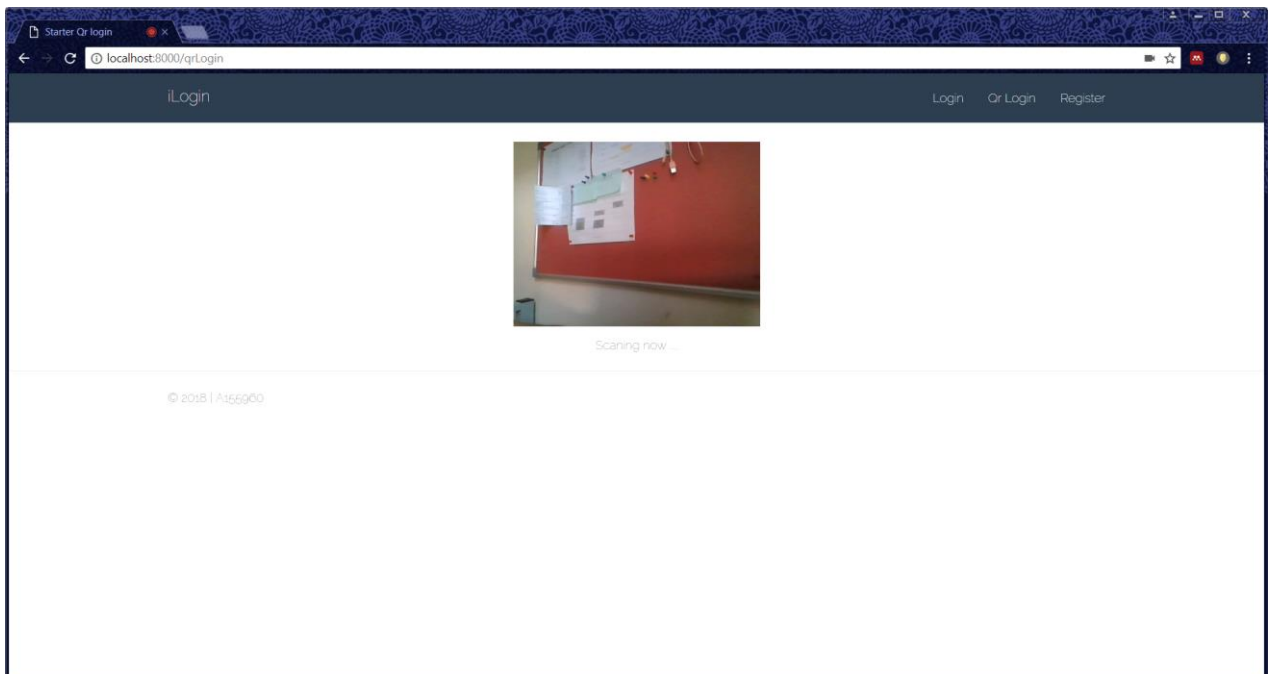 Starter Qr login
localhost:8000/qrLogin
iLogin
Login Qr Login Register
Scaning now ...
© 2018 | A155960